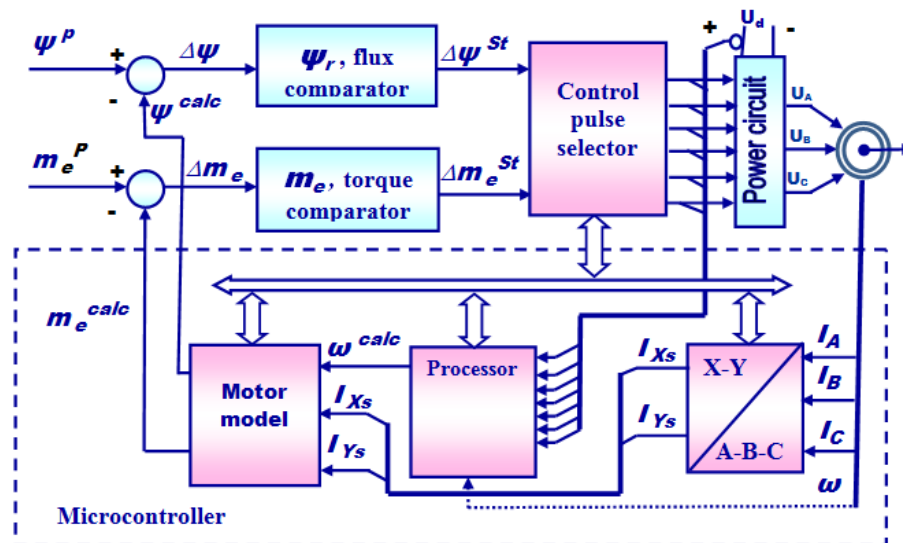 + U_d -
ψ^P
+
-
Δψ
ψ_r, flux
comparator
Δψ^St
ψ^calc
Control
pulse
selector
Power circuit
U_A
U_B
U_C
m_e^P
+
-
Δm_e
m_e, torque
comparator
Δm_e^St
m_e^calc
Motor
model
ω^calc
I_Xs
I_Ys
Processor
I_Xs
I_Ys
X-Y
A-B-C
I_A
I_B
I_C
ω
Microcontroller